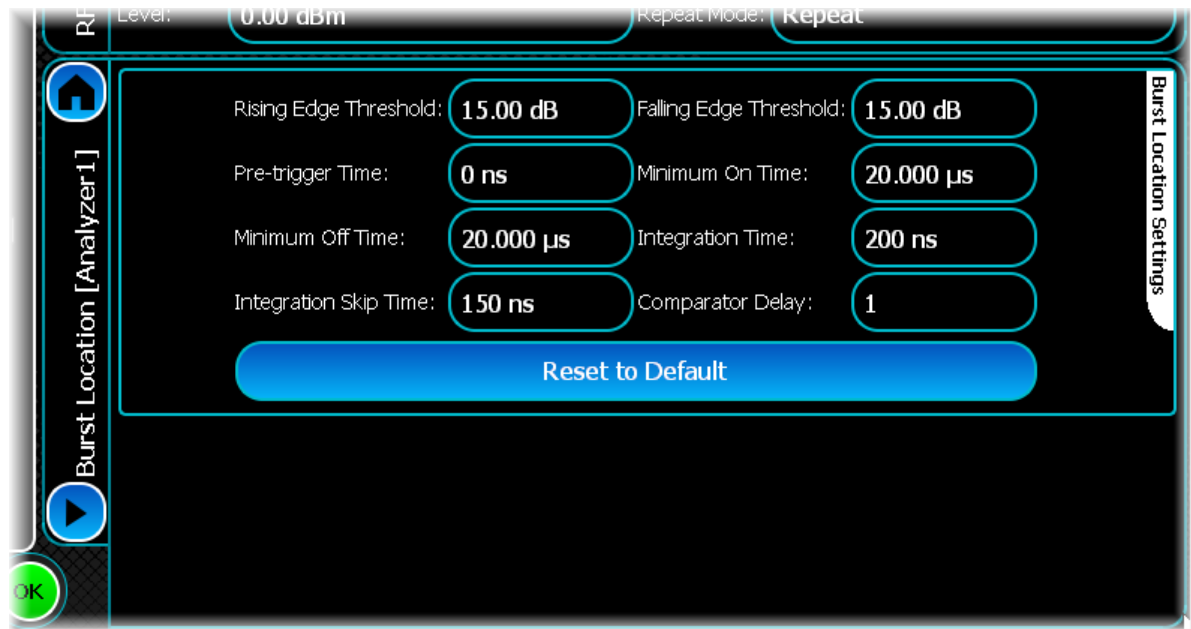 RF
Level: 0.00 dBm Repeat Mode: Repeat
Burst Location [Analyzer1]
Rising Edge Threshold: 15.00 dB Falling Edge Threshold: 15.00 dB
Pre-trigger Time: 0 ns Minimum On Time: 20.000 µs
Minimum Off Time: 20.000 µs Integration Time: 200 ns
Integration Skip Time: 150 ns Comparator Delay: 1
Reset to Default
Burst Location Settings
OK